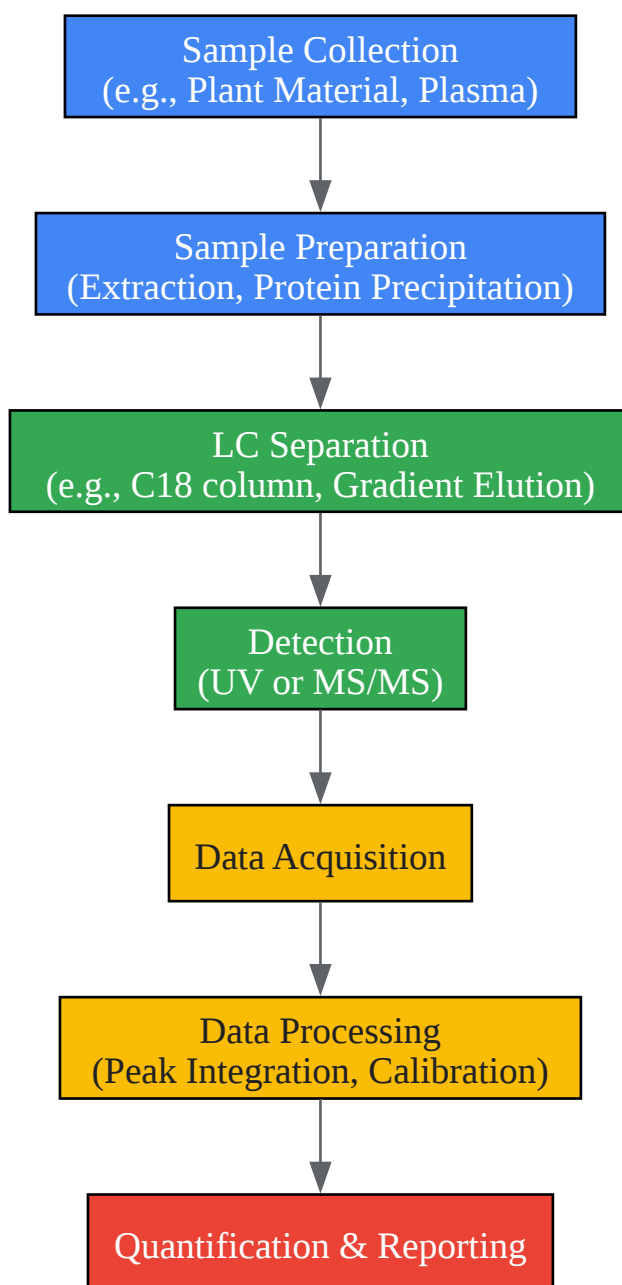 Sample Collection
(e.g., Plant Material, Plasma)
Sample Preparation
(Extraction, Protein Precipitation)
LC Separation
(e.g., C18 column, Gradient Elution)
Detection
(UV or MS/MS)
Data Acquisition
Data Processing
(Peak Integration, Calibration)
Quantification & Reporting